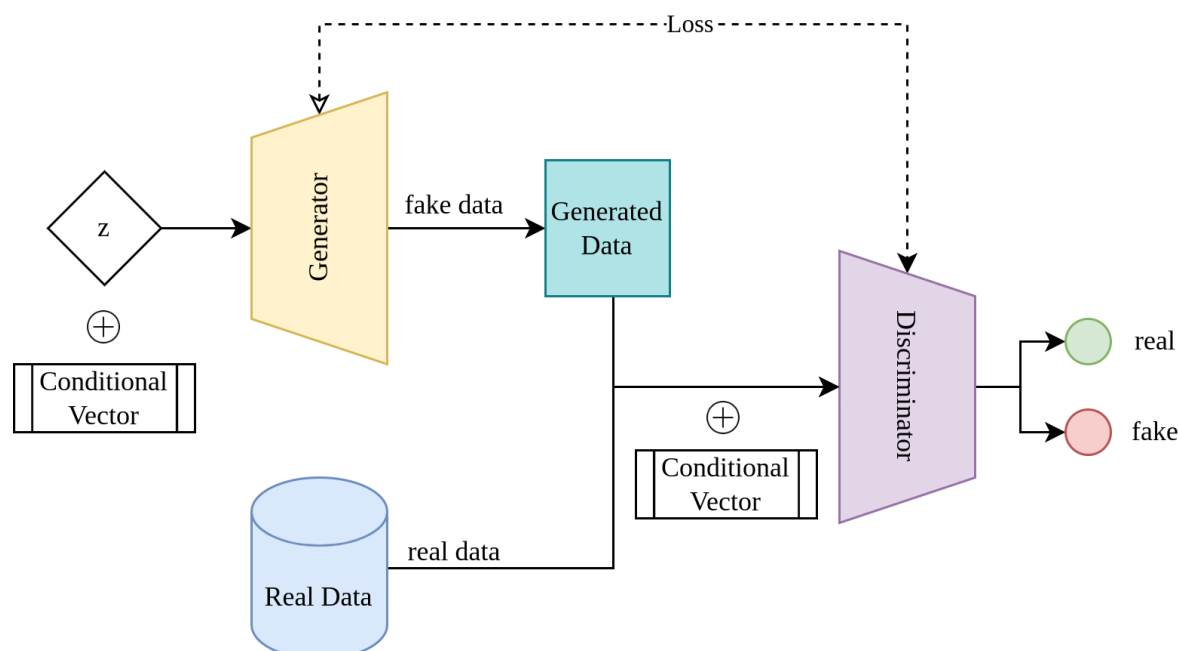 Loss
z
Generator
fake data
Generated
Data
Conditional
Vector
Discriminator
real
fake
Conditional
Vector
real data
Real Data